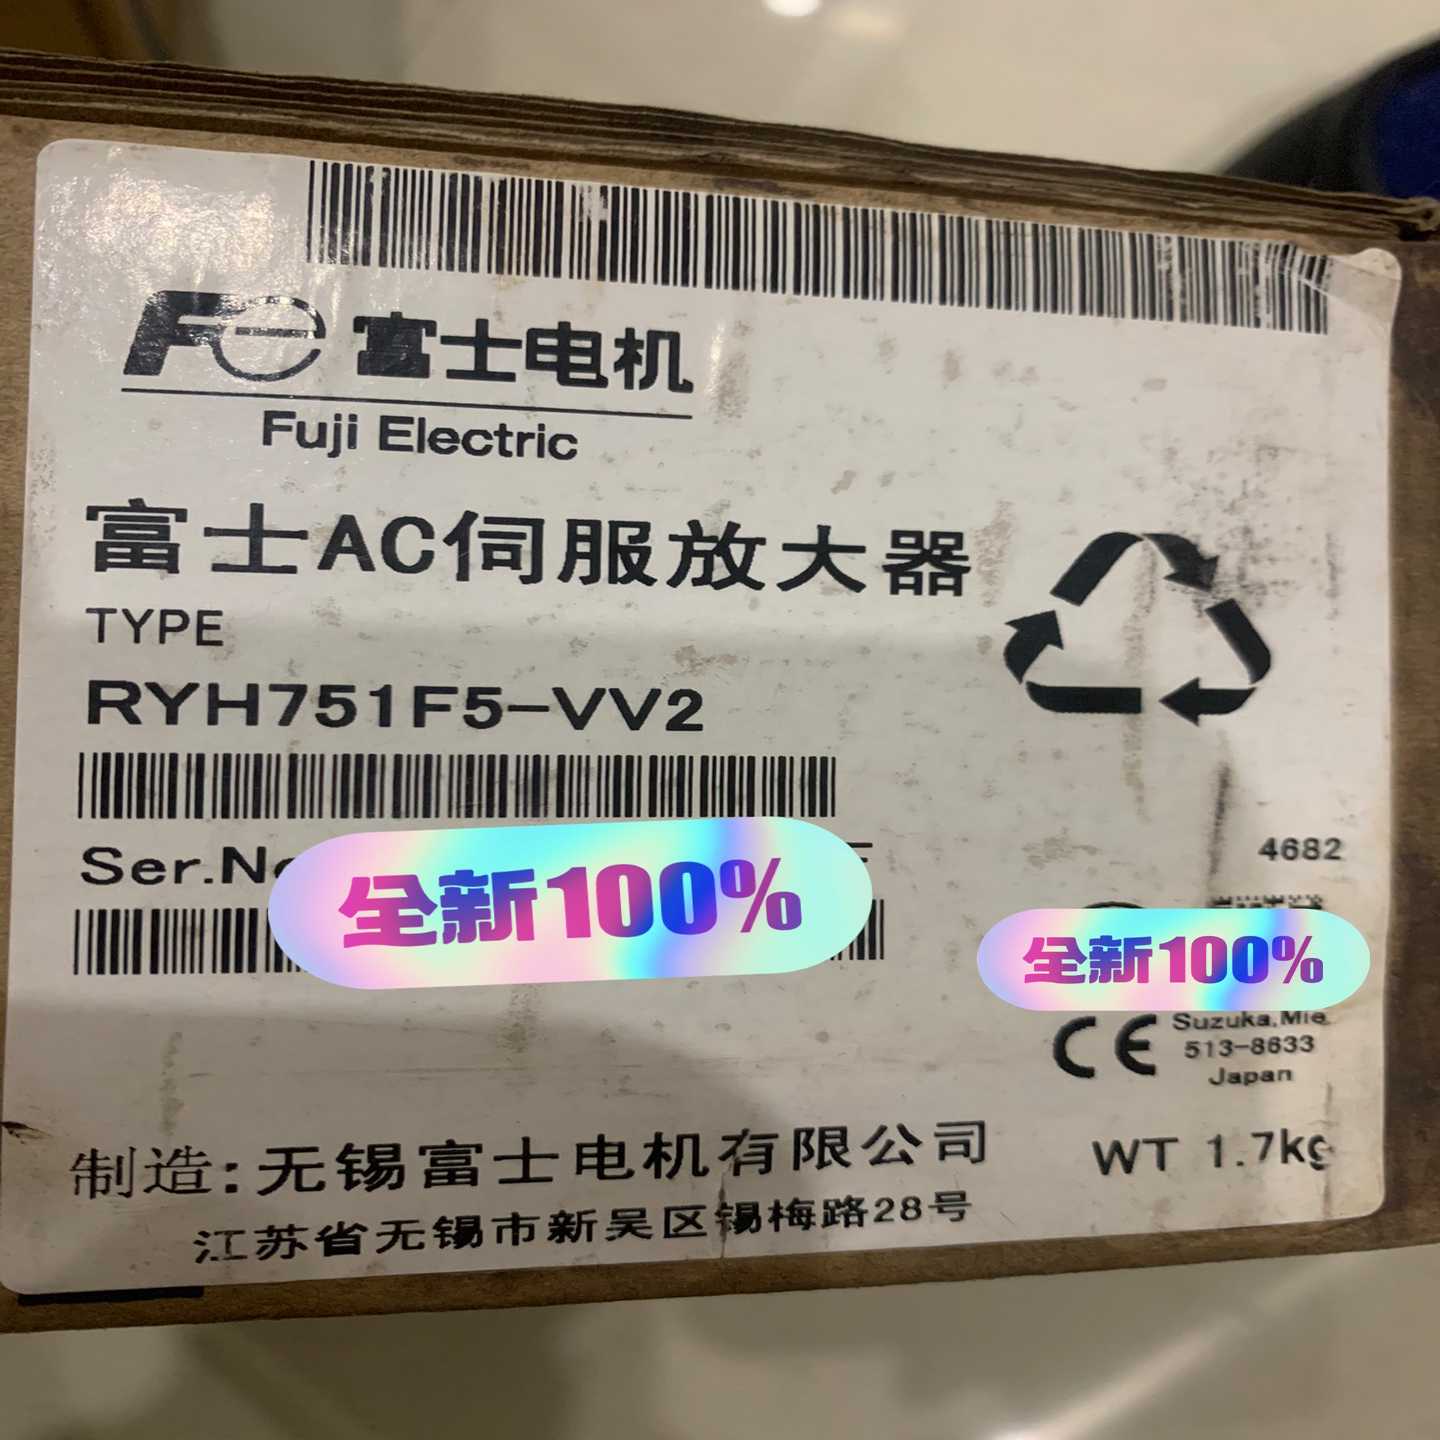 Fe 富士电机
Fuji Electric
富士AC伺服放大器
TYPE
RYH751F5-VV2
Ser.No
全新100%
4682
全新100%
CE
Suzuka,Mie
513-8633
Japan
制造:无锡富士电机有限公司
江苏省无锡市新吴区锡梅路28号
WT 1.7kg